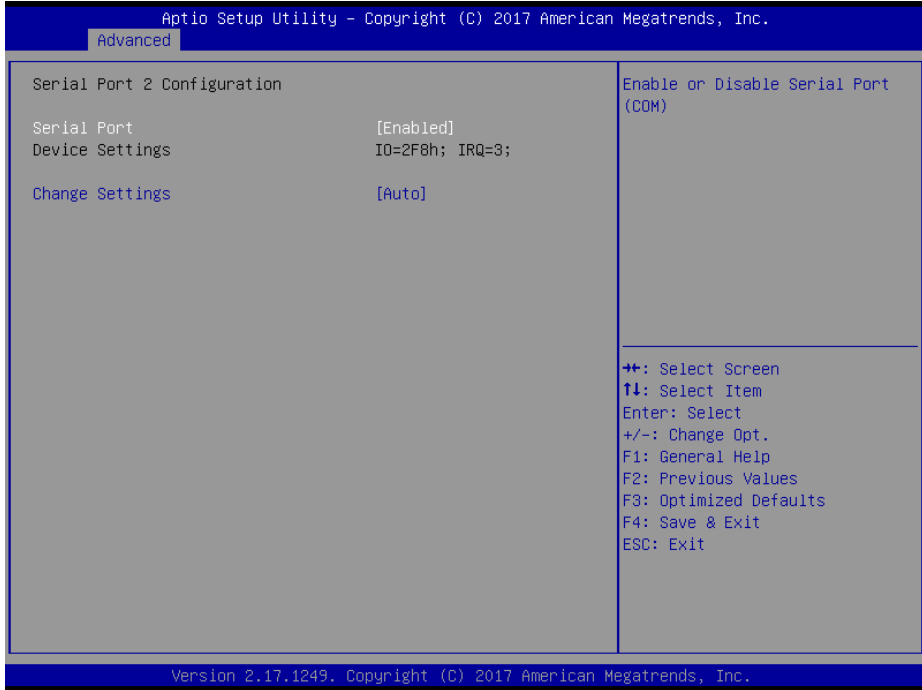 Aptio Setup Utility – Copyright (C) 2017 American Megatrends, Inc.
Advanced
Serial Port 2 Configuration
Serial Port [Enabled]
Device Settings IO=2F8h; IRQ=3;
Change Settings [Auto]
Enable or Disable Serial Port
(COM)
→←: Select Screen
↑↓: Select Item
Enter: Select
+/-: Change Opt.
F1: General Help
F2: Previous Values
F3: Optimized Defaults
F4: Save & Exit
ESC: Exit
Version 2.17.1249. Copyright (C) 2017 American Megatrends, Inc.